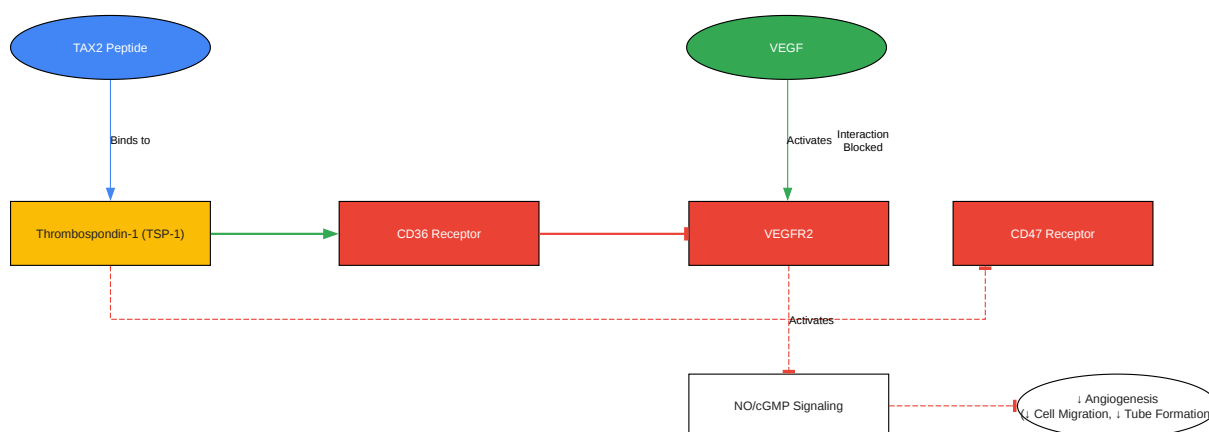 TAX2 Peptide
VEGF
Binds to
Activates
Interaction
Blocked
Thrombospondin-1 (TSP-1)
CD36 Receptor
VEGFR2
CD47 Receptor
Activates
NO/cGMP Signaling
↓ Angiogenesis
(↓ Cell Migration, ↓ Tube Formation)